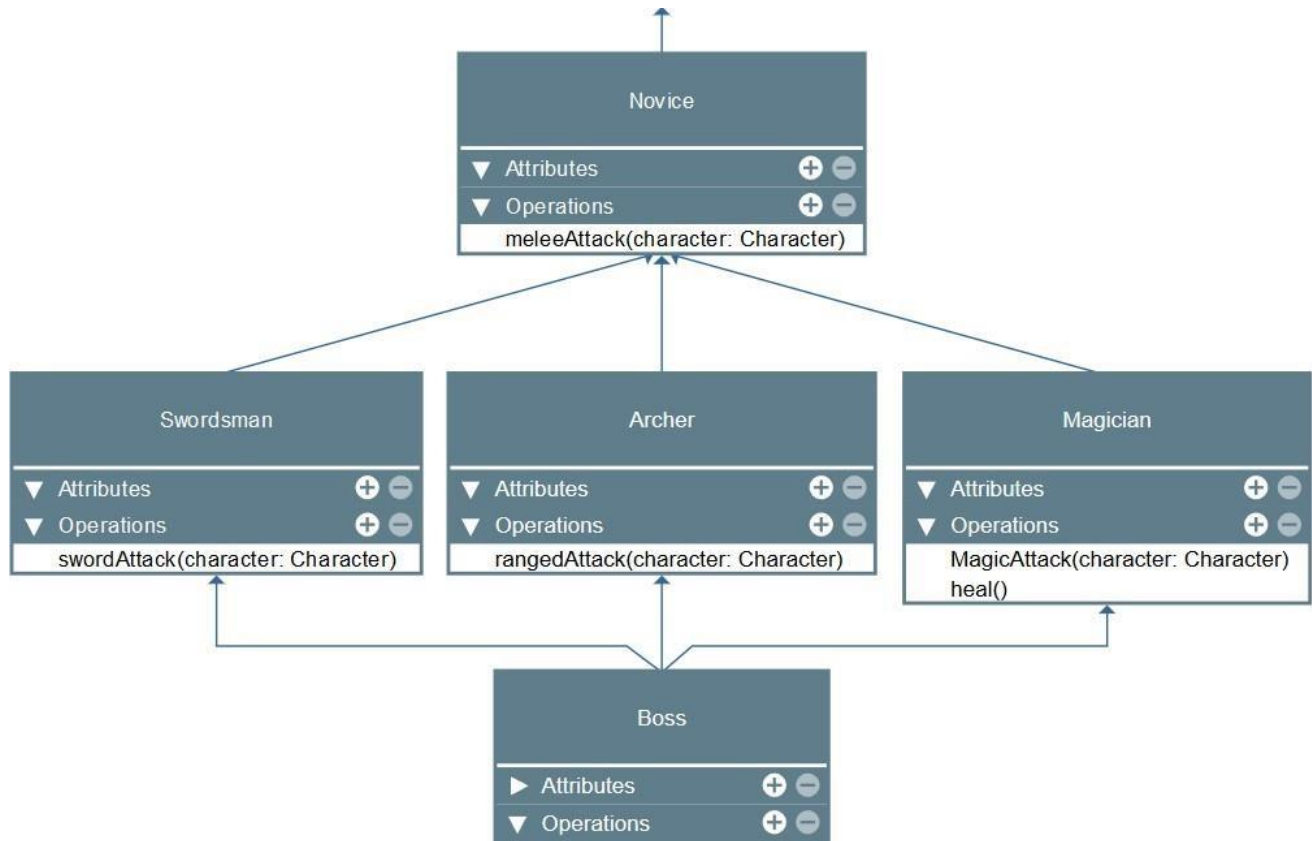 Novice
Attributes
Operations
meleeAttack(character: Character)
Swordsman
Attributes
Operations
swordAttack(character: Character)
Archer
Attributes
Operations
rangedAttack(character: Character)
Magician
Attributes
Operations
MagicAttack(character: Character)
heal()
Boss
Attributes
Operations